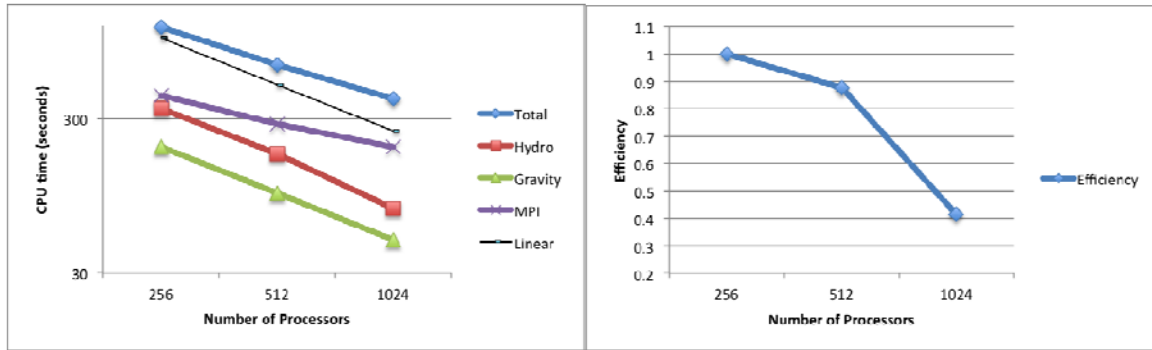 CPU time (seconds)
300
30
256
512
1024
Number of Processors
Total
Hydro
Gravity
MPI
Linear
Efficiency
1.1
1
0.9
0.8
0.7
0.6
0.5
0.4
0.3
0.2
256
512
1024
Number of Processors
Efficiency